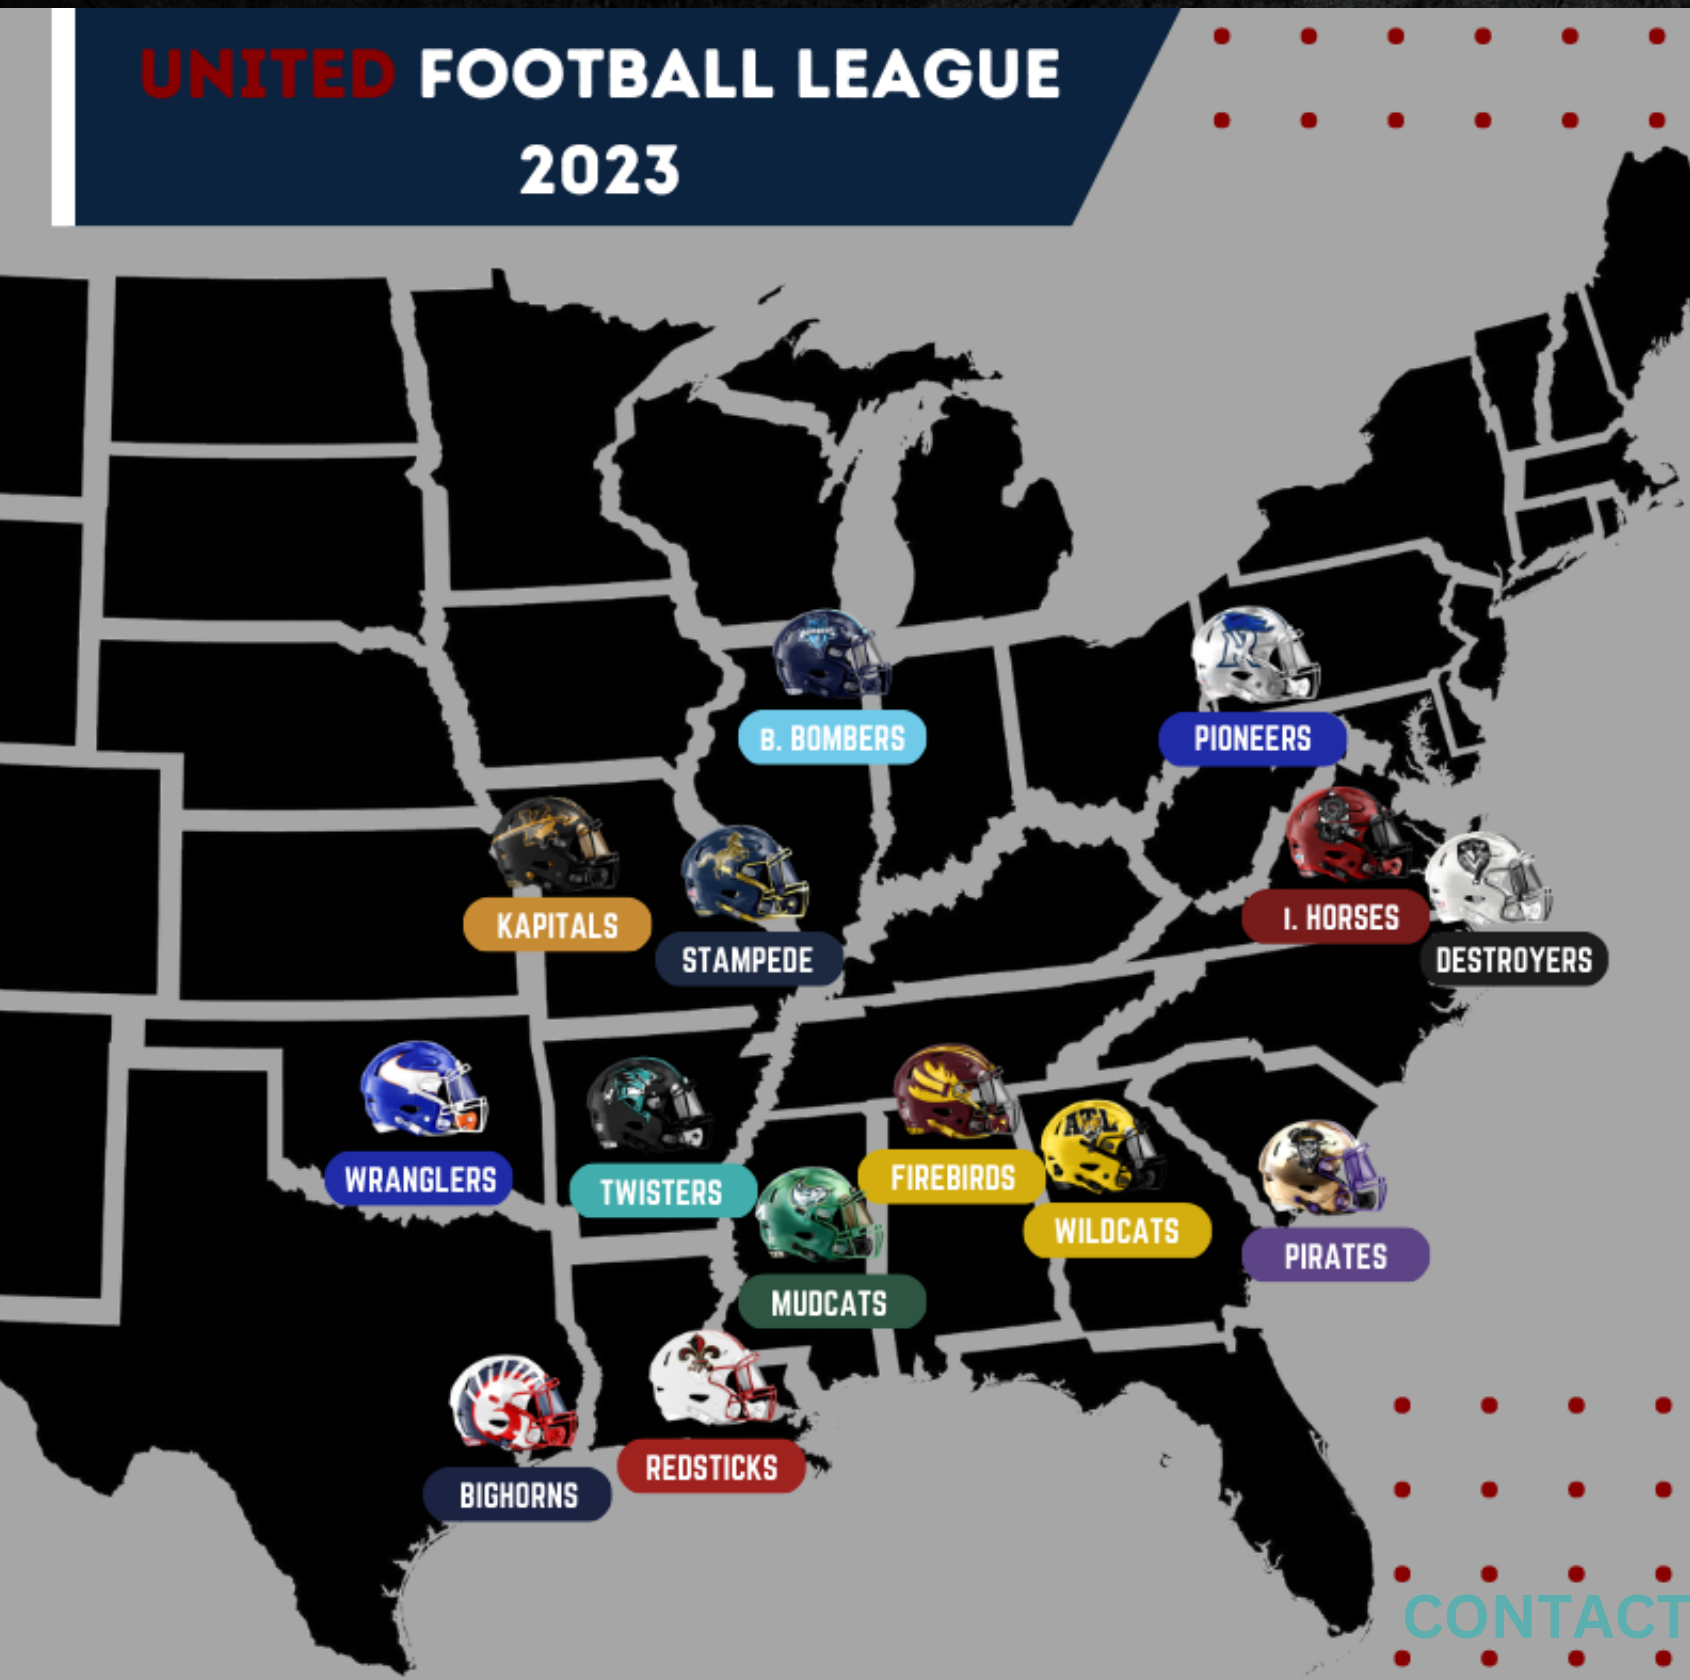 UNITED FOOTBALL LEAGUE
2023
B. BOMBERS
PIONEERS
KAPITALS
STAMPEDE
I. HORSES
DESTROYERS
WRANGLERS
TWISTERS
FIREBIRDS
ATL
WILDCATS
PIRATES
MUDCATS
REDSTICKS
BIGHORNS
CONTACT